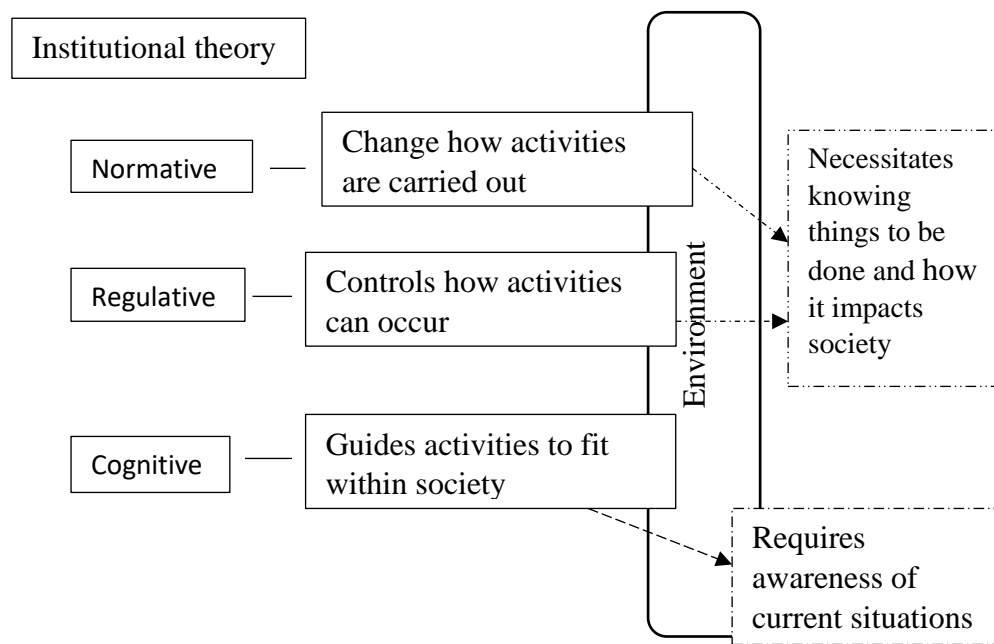 Institutional theory
Normative
Change how activities
are carried out
Necessitates
knowing
things to be
done and how
it impacts
society
Regulative
Controls how activities
can occur
Environment
Cognitive
Guides activities to fit
within society
Requires
awareness of
current situations